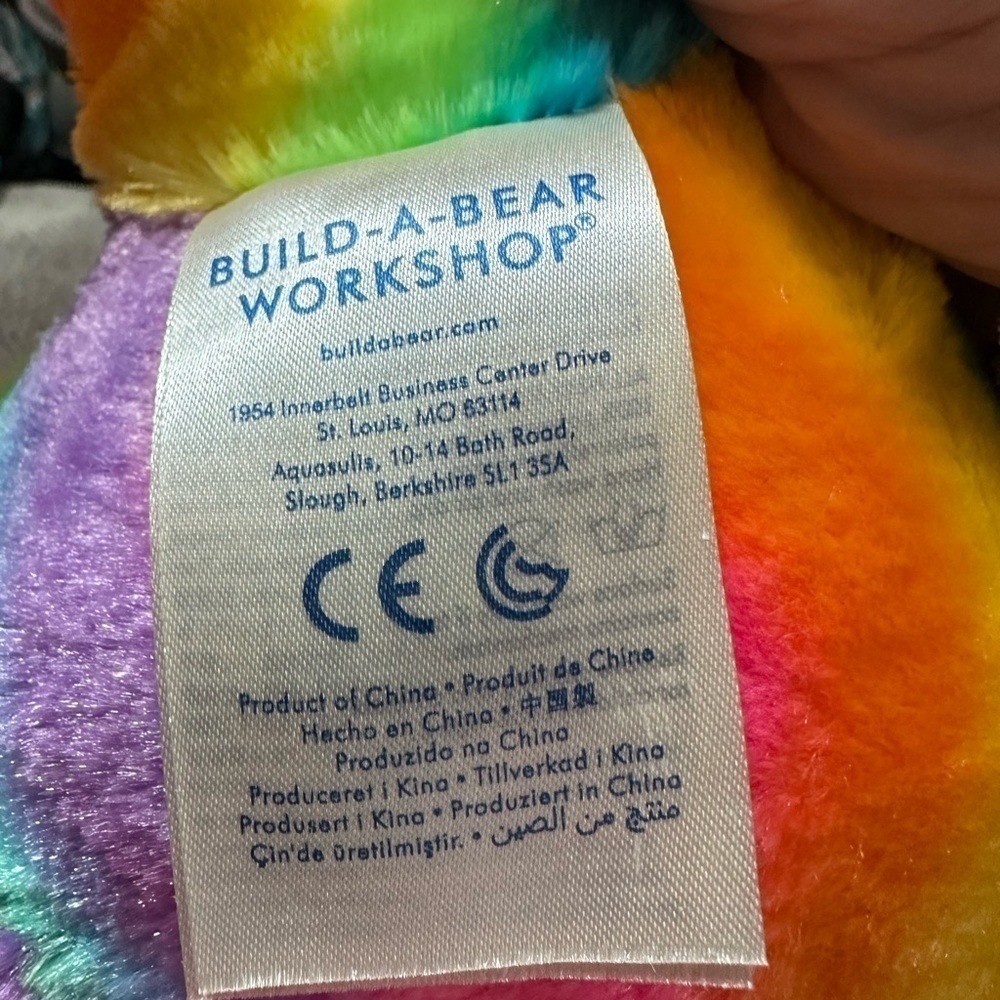 BUILD-A-BEAR
WORKSHOP®
buildabear.com
1954 Innerbelt Business Center Drive
St. Louis, MO 63114
Aquasulis, 10-14 Bath Road,
Slough, Berkshire SL1 3SA
CE
Product of China • Produit de Chine
Hecho en China • 中國製
Produzido na China
Produceret i Kina • Tillverkad i Kina
Produsert i Kina • Produziert in China
Çin'de üretilmiştir. • منتج من الصين